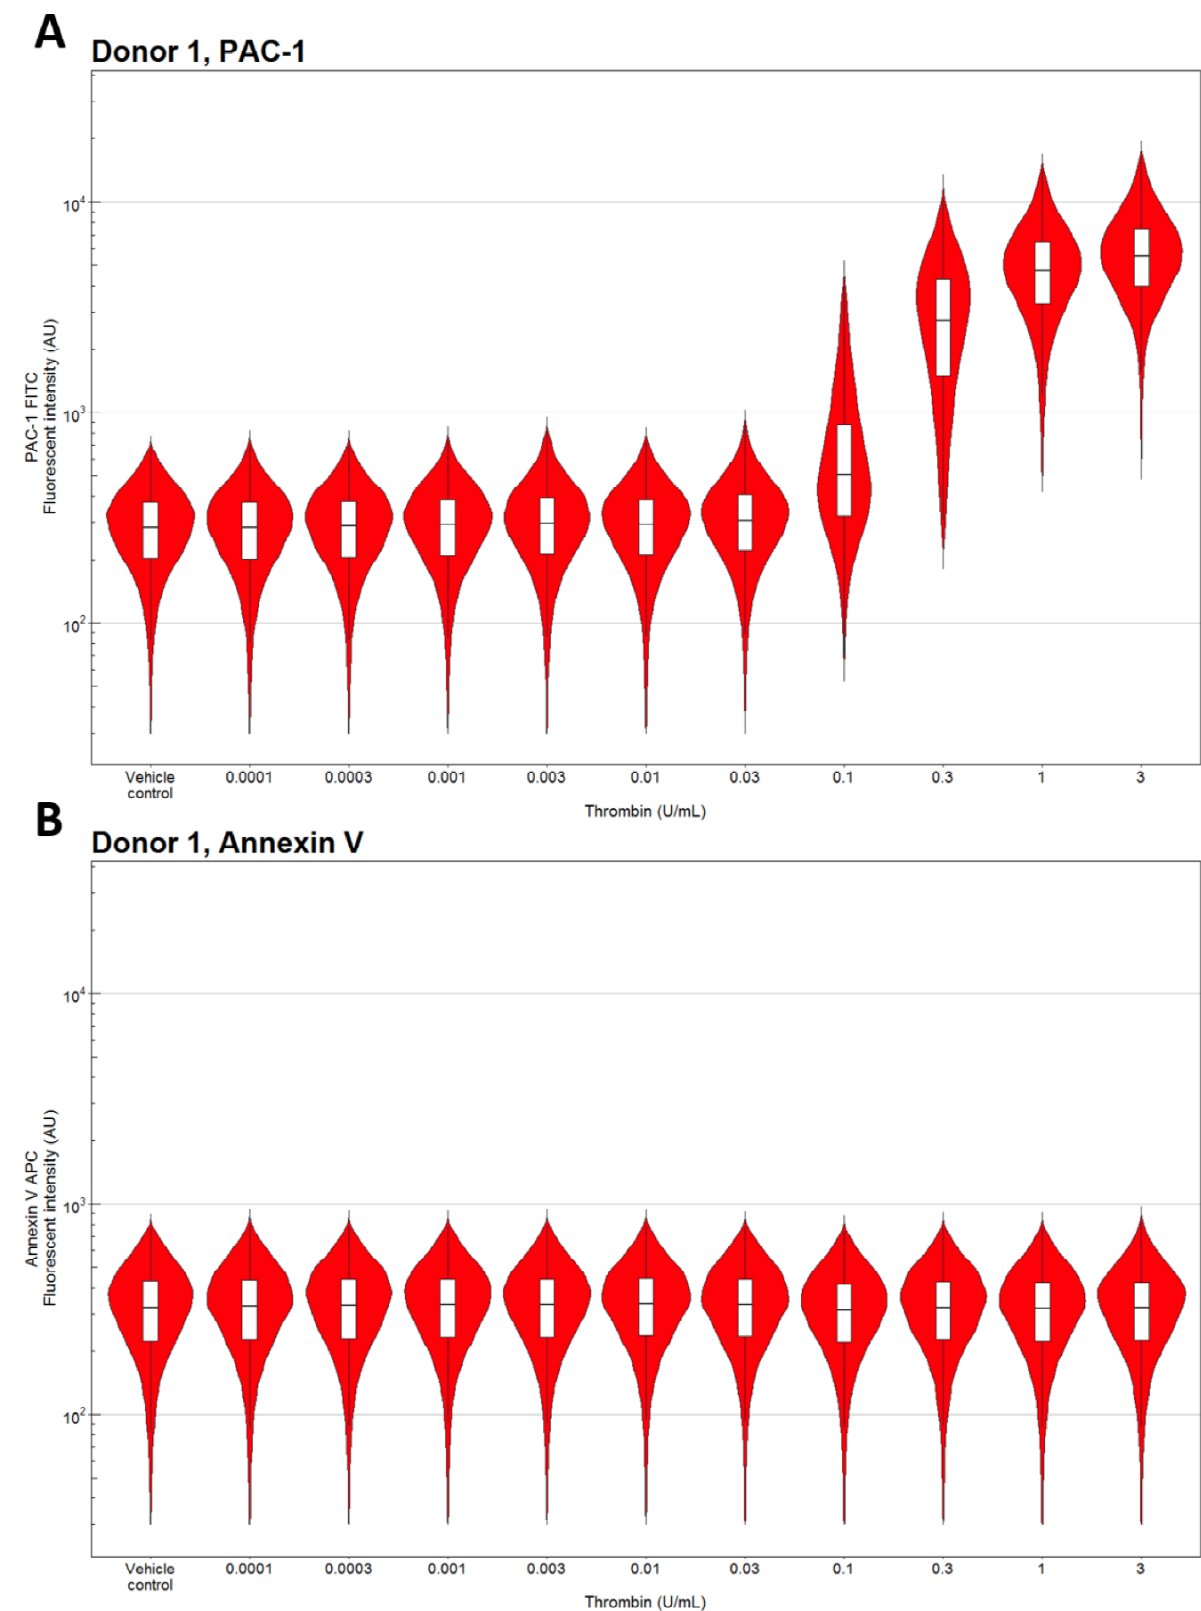 A
Donor 1, PAC-1
PAC-1 FITC
Fluorescent intensity (AU)
10⁴
10³
10²
Vehicle control 0.0001 0.0003 0.001 0.003 0.01 0.03 0.1 0.3 1 3
Thrombin (U/mL)
B
Donor 1, Annexin V
Annexin V APC
Fluorescent intensity (AU)
10⁴
10³
10²
Vehicle control 0.0001 0.0003 0.001 0.003 0.01 0.03 0.1 0.3 1 3
Thrombin (U/mL)